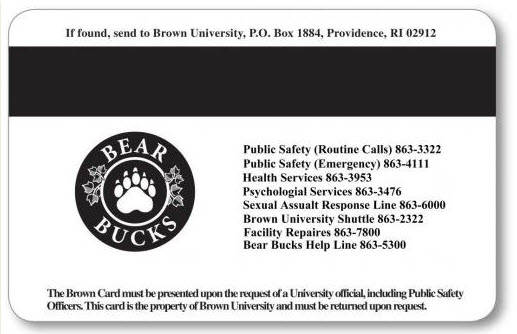 If found, send to Brown University, P.O. Box 1884, Providence, RI 02912
BEAR
BUCKS
Public Safety (Routine Calls) 863-3322
Public Safety (Emergency) 863-4111
Health Services 863-3953
Psychologial Services 863-3476
Sexual Assualt Response Line 863-6000
Brown University Shuttle 863-2322
Facility Repaires 863-7800
Bear Bucks Help Line 863-5300
The Brown Card must be presented upon the request of a University official, including Public Safety
Officers. This card is the property of Brown University and must be returned upon request.